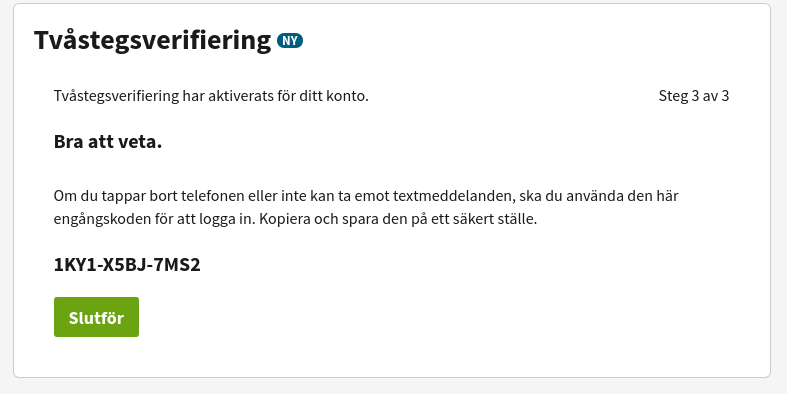 Tvåstegsverifiering NY
Tvåstegsverifiering har aktiverats för ditt konto. Steg 3 av 3
Bra att veta.
Om du tappar bort telefonen eller inte kan ta emot textmeddelanden, ska du använda den här
engångskoden för att logga in. Kopiera och spara den på ett säkert ställe.
1KY1-X5BJ-7MS2
Slutför